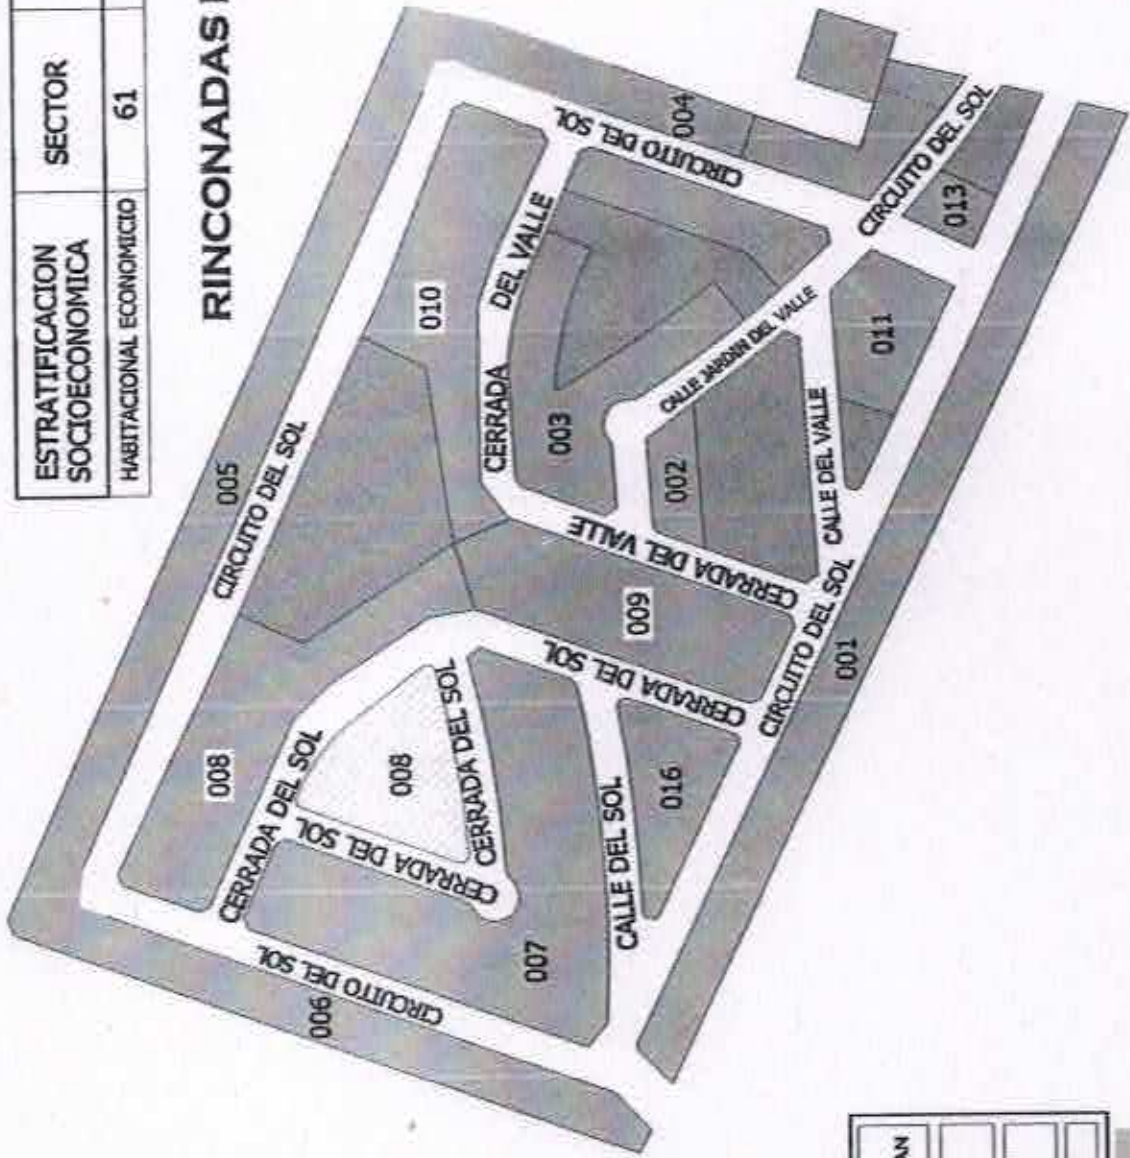 ESTRATIFICACION SOCIOECONOMICA
SECTOR
HABITACIONAL ECONOMICIO
61
RINCONADAS
005
CIRCUITO DEL SOL
004
CIRCUITO DEL SOL
010
CERRADA DEL VALLE
003
CALLE JARDIN DEL VALLE
CIRCUITO DEL SOL
013
011
002
CALLE DEL VALLE
CERRADA DEL VALLE
009
CERRADA DEL SOL
CIRCUITO DEL SOL
001
008
CERRADA DEL SOL
008
CERRADA DEL SOL
CERRADA DEL SOL
016
CALLE DEL SOL
007
CIRCUITO DEL SOL
006
AN